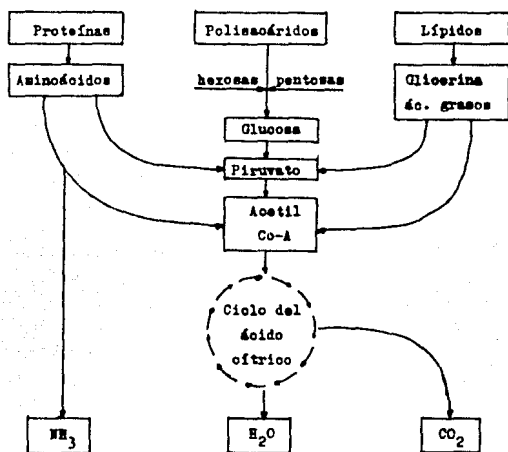 Proteínas
Polisacáridos
Lípidos
Aminoácidos
hexosas
pentosas
Glicerina
ác. grasos
Glucosa
Piruvato
Acetil
Co-A
Ciclo del
ácido
cítrico
NH3
H2O
CO2